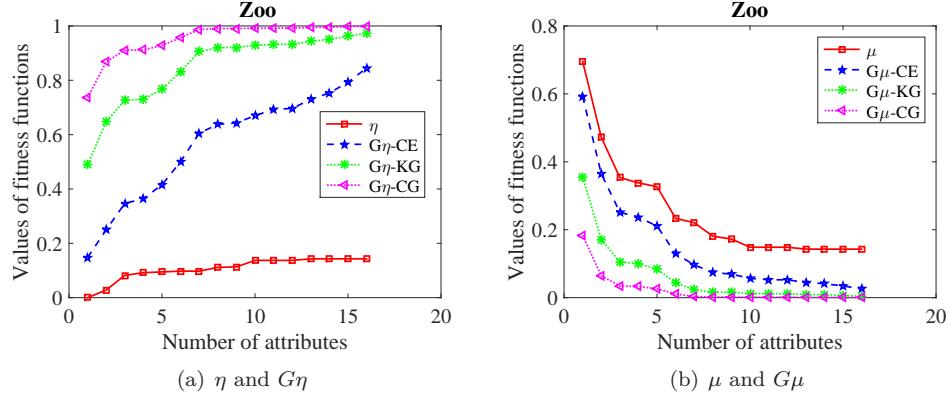 Zoo
Values of fitness functions
1
0.8
0.6
0.4
0.2
0
η
Gη-CE
Gη-KG
Gη-CG
0 5 10 15 20
Number of attributes
(a) η and Gη
Zoo
Values of fitness functions
0.8
0.6
0.4
0.2
0
μ
Gμ-CE
Gμ-KG
Gμ-CG
0 5 10 15 20
Number of attributes
(b) μ and Gμ